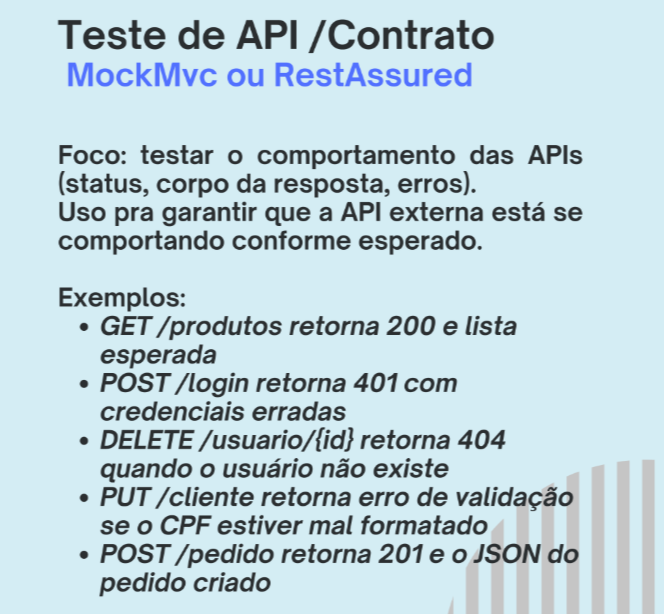 Teste de API /Contrato
MockMvc ou RestAssured
Foco: testar o comportamento das APIs
(status, corpo da resposta, erros).
Uso pra garantir que a API externa está se
comportando conforme esperado.
Exemplos:
• GET /produtos retorna 200 e lista
esperada
• POST /login retorna 401 com
credenciais erradas
• DELETE /usuario/{id} retorna 404
quando o usuário não existe
• PUT /cliente retorna erro de validação
se o CPF estiver mal formatado
• POST /pedido retorna 201 e o JSON do
pedido criado